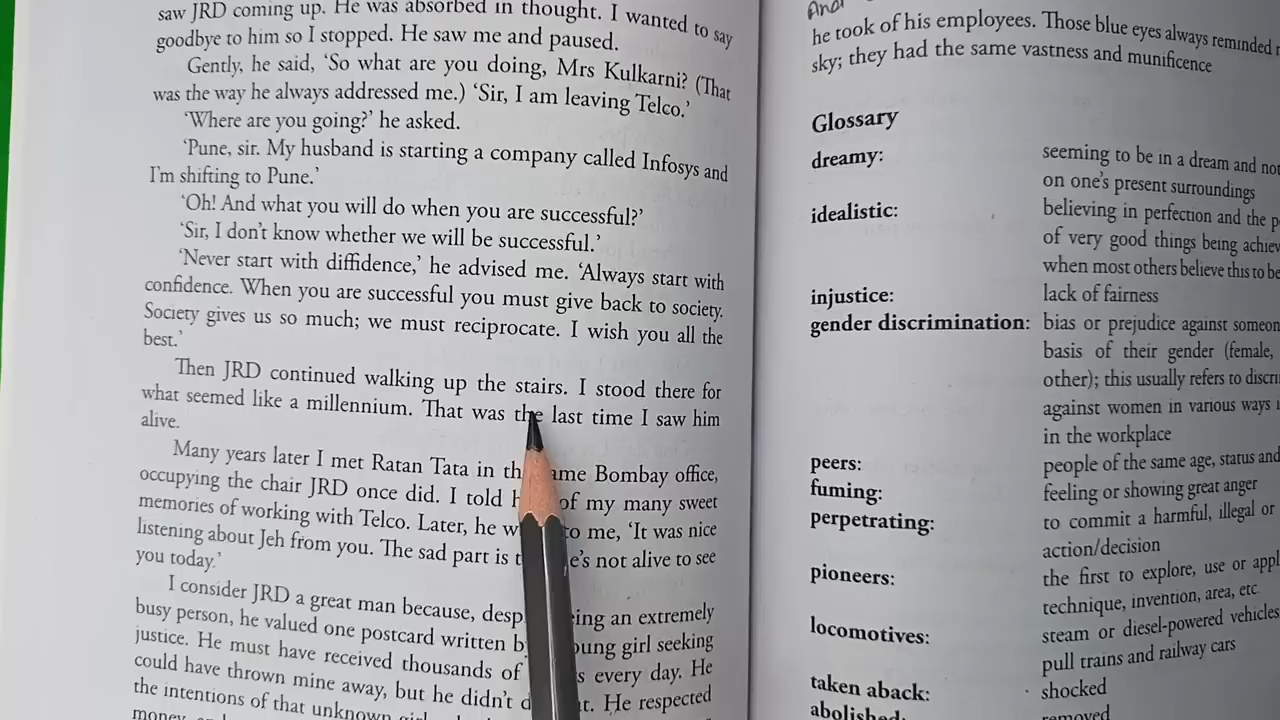 saw JRD coming up. He was absorbed in thought. I wanted to say
goodbye to him so I stopped. He saw me and paused.
Gently, he said, ‘So what are you doing, Mrs Kulkarni? (That
was the way he always addressed me.) ‘Sir, I am leaving Telco.’
‘Where are you going?’ he asked.
‘Pune, sir. My husband is starting a company called Infosys and
I'm shifting to Pune.’
‘Oh! And what you will do when you are successful?’
‘Sir, I don't know whether we will be successful.’
‘Never start with diffidence,’ he advised me. ‘Always start with
confidence. When you are successful you must give back to society.
Society gives us so much; we must reciprocate. I wish you all the
best.’
Then JRD continued walking up the stairs. I stood there for
what seemed like a millennium. That was the last time I saw him
alive.
Many years later I met Ratan Tata in the same Bombay office,
occupying the chair JRD once did. I told of my many sweet
memories of working with Telco. Later, he to me, ‘It was nice
listening about Jeh from you. The sad part is not alive to see
you today.’
I consider JRD a great man because, being an extremely
busy person, he valued one postcard written young girl seeking
justice. He must have received thousands of every day. He
could have thrown mine away, but he didn't He respected
the intentions of that unknown
money
And
he took of his employees. Those blue eyes always reminded
sky; they had the same vastness and munificence
Glossary
dreamy: seeming to be in a dream and not
on one's present surroundings
idealistic: believing in perfection and the
of very good things being
when most others believe this to be
injustice: lack of fairness
gender discrimination: bias or prejudice against
basis of their gender (female,
other); this usually refers to
against women in various ways
in the workplace
peers: people of the same age, status and
fuming: feeling or showing great anger
perpetrating: to commit a harmful, illegal or
action/decision
pioneers: the first to explore, use or
technique, invention, area, etc
locomotives: steam or diesel-powered vehicles
pull trains and railway cars
taken aback: shocked
abolished: removed